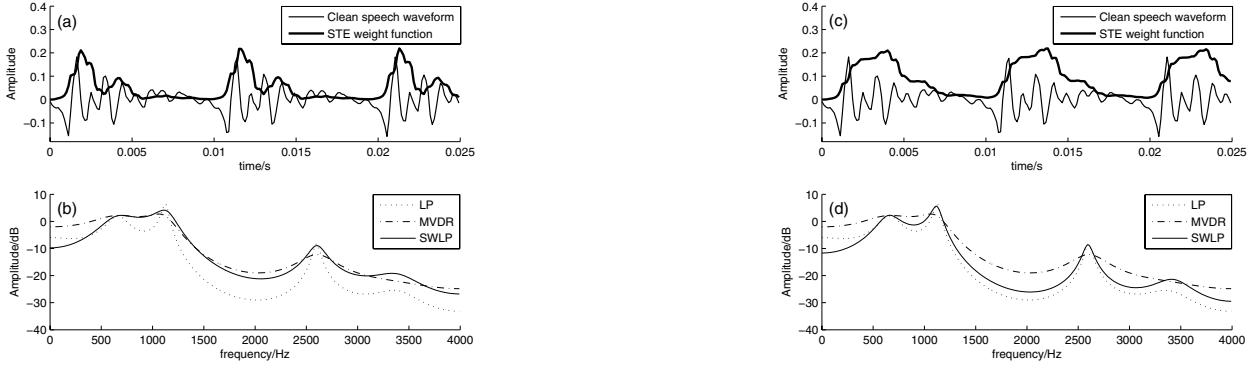 (a)
Clean speech waveform
STE weight function
Amplitude
0.4
0.3
0.2
0.1
0
−0.1
0
0.005
0.01
0.015
0.02
0.025
time/s
(b)
LP
MVDR
SWLP
Amplitude/dB
10
0
−10
−20
−30
−40
0
500
1000
1500
2000
2500
3000
3500
4000
frequency/Hz
(c)
Clean speech waveform
STE weight function
Amplitude
0.4
0.3
0.2
0.1
0
−0.1
0
0.005
0.01
0.015
0.02
0.025
time/s
(d)
LP
MVDR
SWLP
Amplitude/dB
10
0
−10
−20
−30
−40
0
500
1000
1500
2000
2500
3000
3500
4000
frequency/Hz